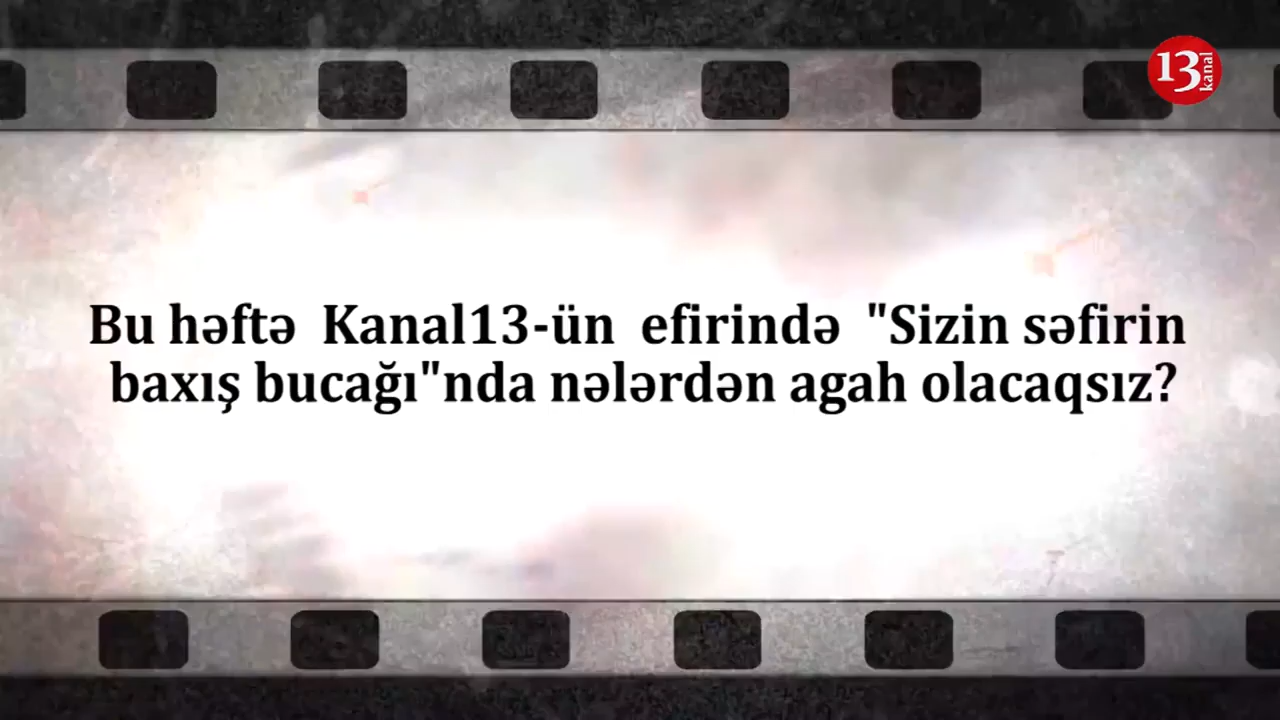 13 kanal
Bu həftə Kanal13-ün efirində "Sizin səfirin
baxış bucağı"nda nələrdən agah olacaqsız?